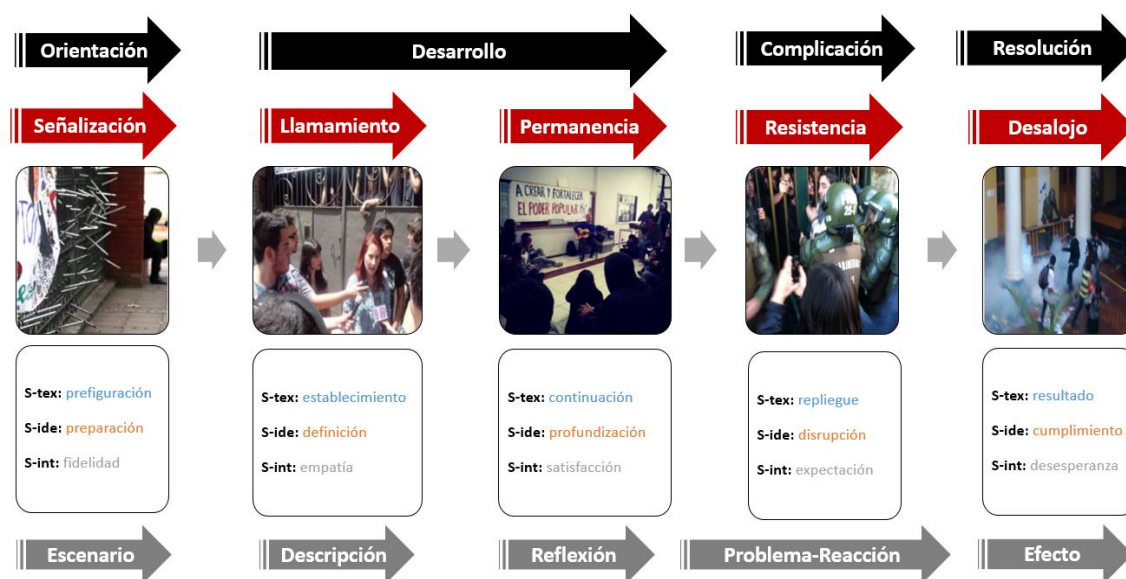 Orientación
Desarrollo
Complicación
Resolución
Señalización
Llamamiento
Permanencia
Resistencia
Desalojo
A CREAR Y FORTALECER
EL PODER POPULAR
254
S-tex: prefiguración
S-ide: preparación
S-int: fidelidad
S-tex: establecimiento
S-ide: definición
S-int: empatía
S-tex: continuación
S-ide: profundización
S-int: satisfacción
S-tex: repliegue
S-ide: disrupción
S-int: expectación
S-tex: resultado
S-ide: cumplimiento
S-int: desesperanza
Escenario
Descripción
Reflexión
Problema-Reacción
Efecto